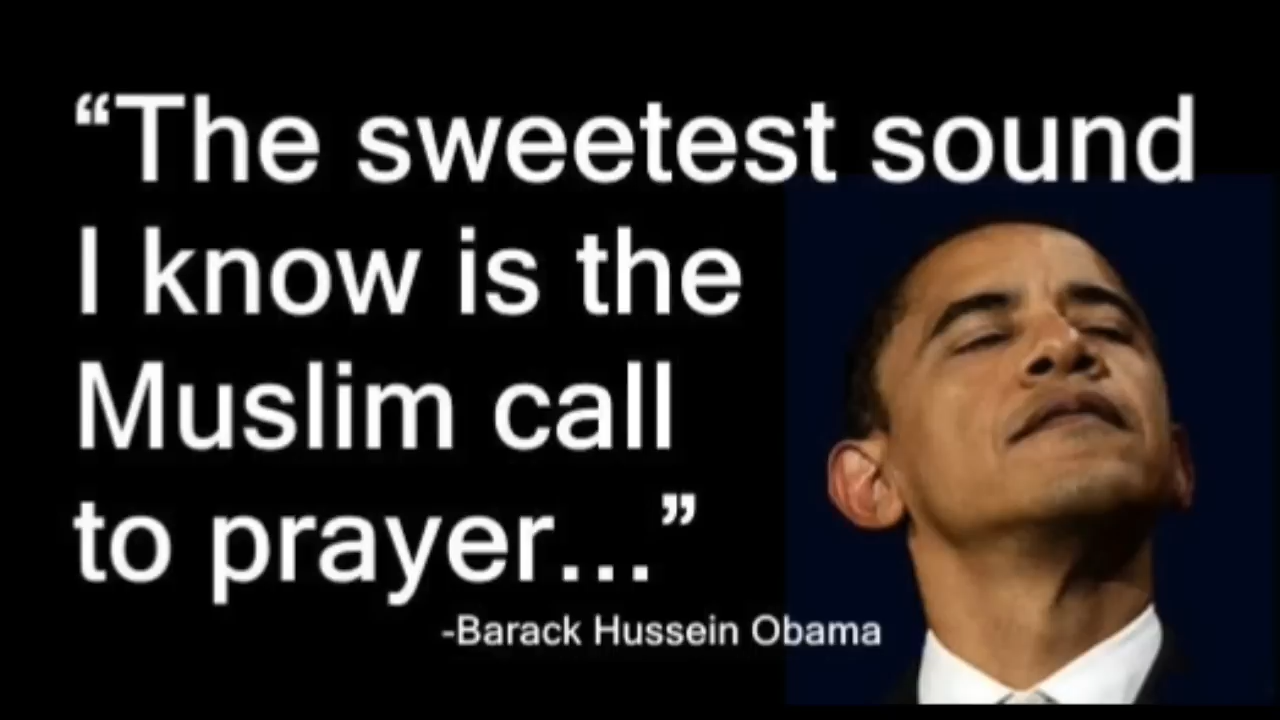 “The sweetest sound
I know is the
Muslim call
to prayer...”
-Barack Hussein Obama